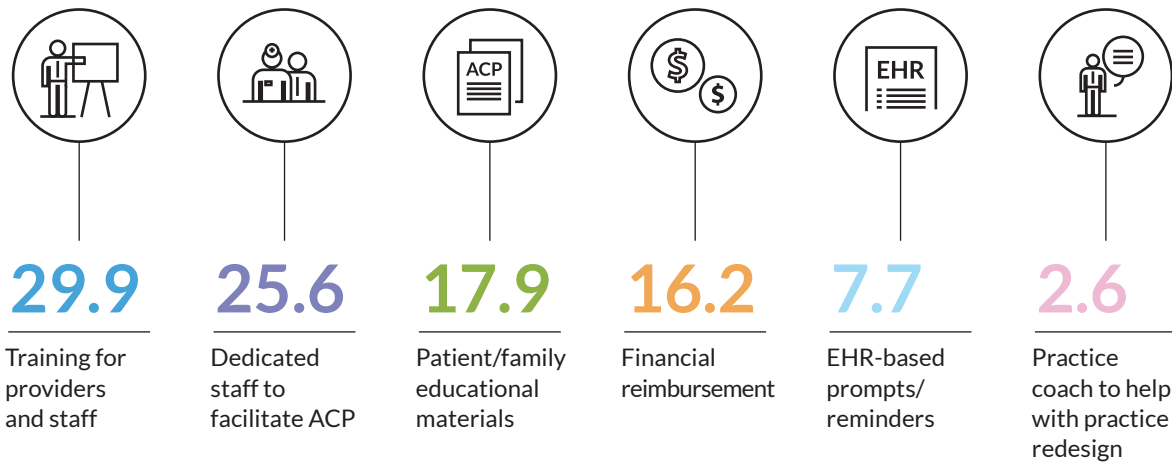 ACP
$
$
EHR
29.9
Training for
providers
and staff
25.6
Dedicated
staff to
facilitate ACP
17.9
Patient/family
educational
materials
16.2
Financial
reimbursement
7.7
EHR-based
prompts/
reminders
2.6
Practice
coach to help
with practice
redesign